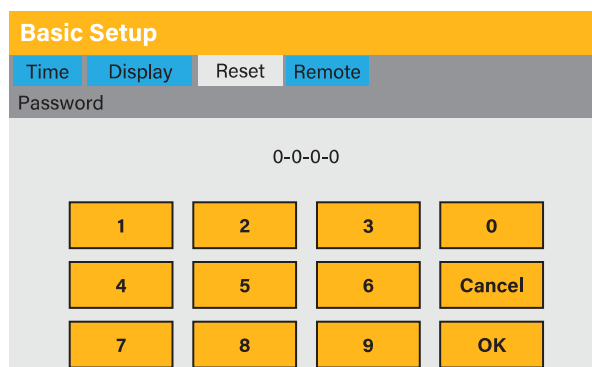 Basic Setup
Time Display Reset Remote
Password
0-0-0-0
1 2 3 0
4 5 6 Cancel
7 8 9 OK